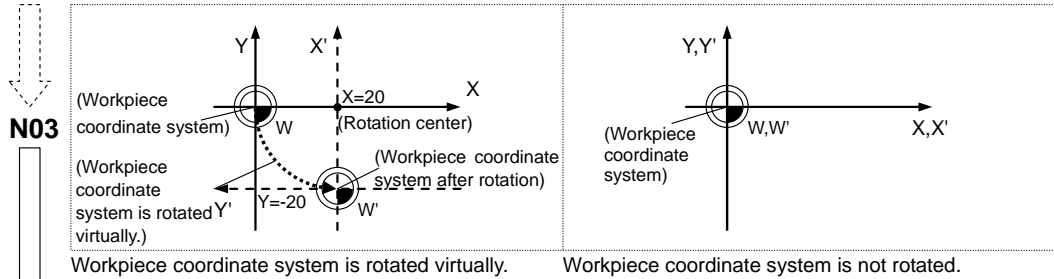 N03
Y
X'
X
X=20
(Rotation center)
(Workpiece
coordinate system)
W
(Workpiece
coordinate
system is rotated
virtually.)
(Workpiece coordinate
system after rotation)
Y'
Y=-20
W'
Workpiece coordinate system is rotated virtually.
Y,Y'
W,W'
X,X'
(Workpiece
coordinate
system)
Workpiece coordinate system is not rotated.